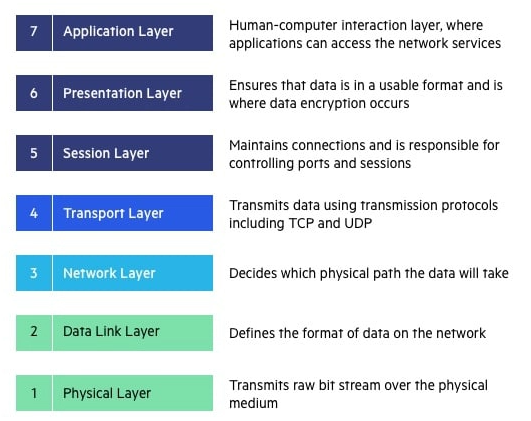 7 Application Layer
Human-computer interaction layer, where
applications can access the network services
6 Presentation Layer
Ensures that data is in a usable format and is
where data encryption occurs
5 Session Layer
Maintains connections and is responsible for
controlling ports and sessions
4 Transport Layer
Transmits data using transmission protocols
including TCP and UDP
3 Network Layer
Decides which physical path the data will take
2 Data Link Layer
Defines the format of data on the network
1 Physical Layer
Transmits raw bit stream over the physical
medium